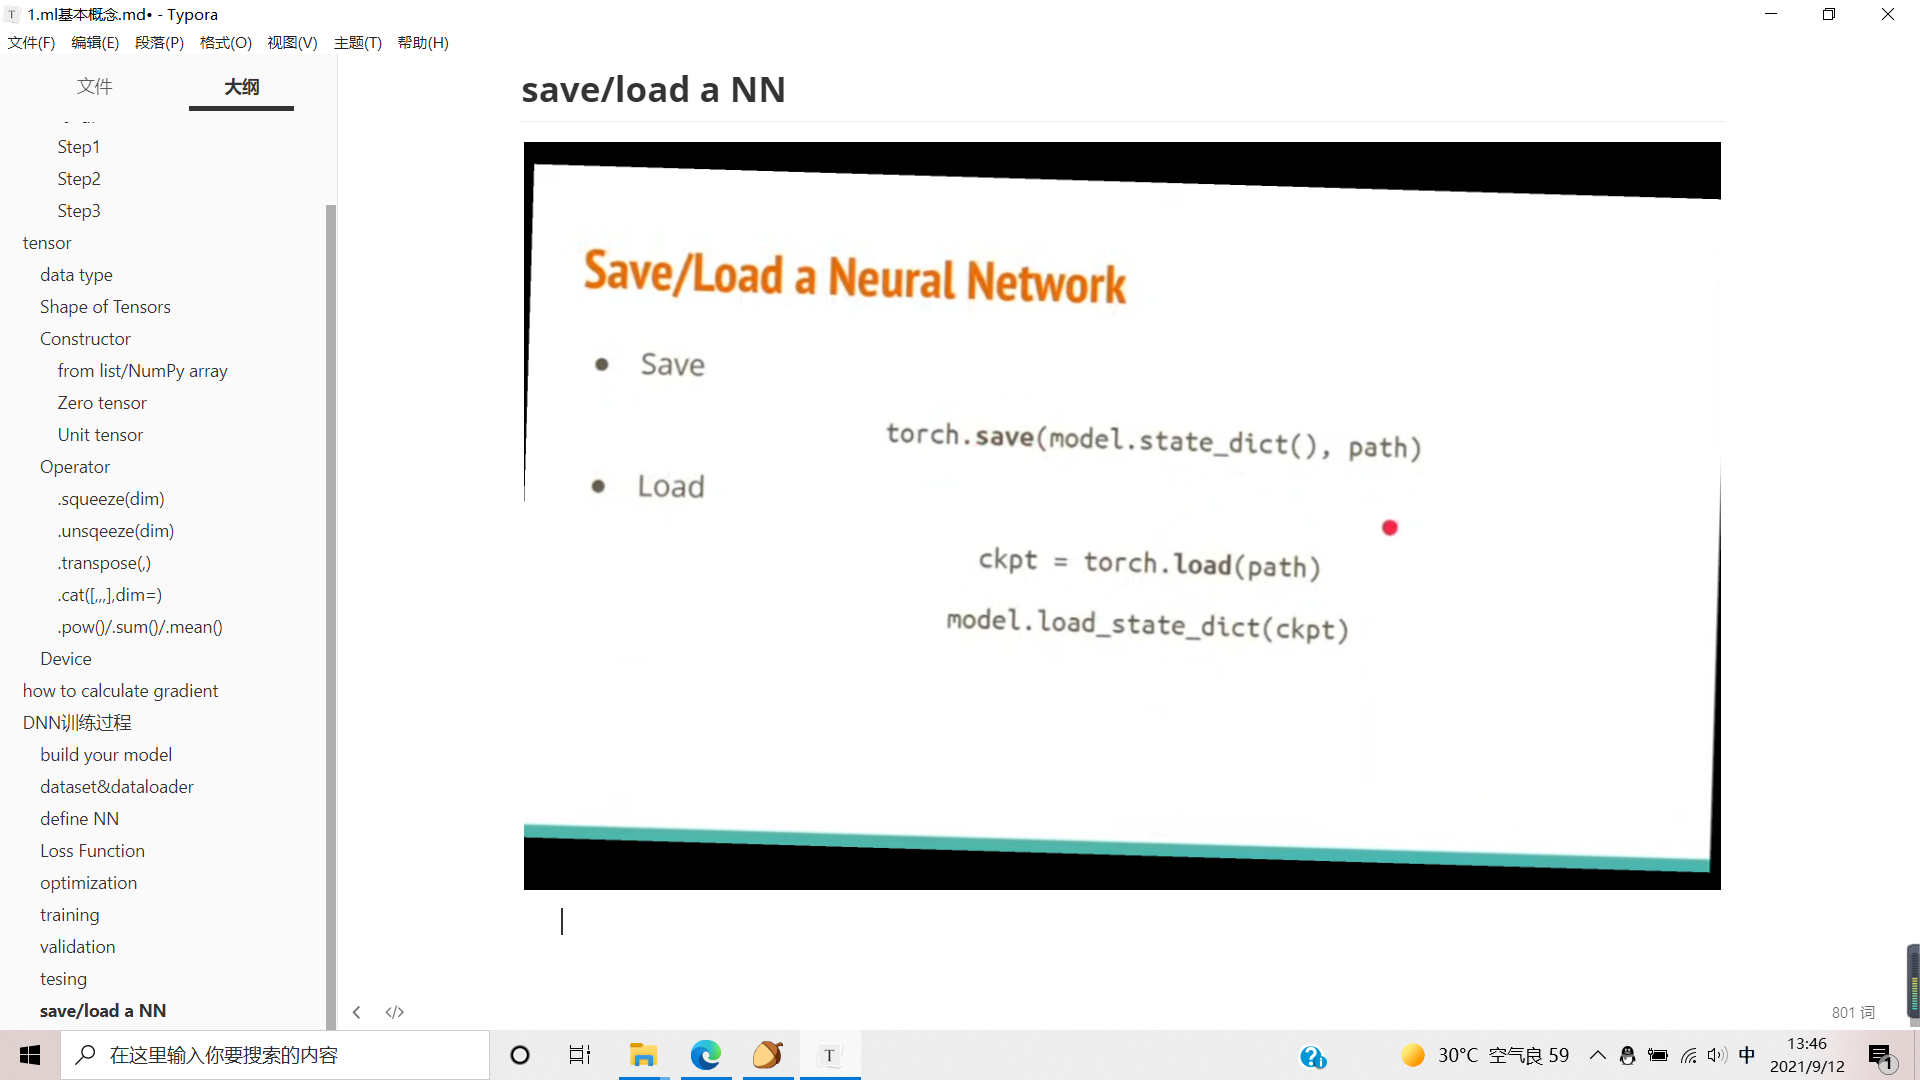 1.ml基本概念.md• - Typora
文件(F) 编辑(E) 段落(P) 格式(O) 视图(V) 主题(T) 帮助(H)
文件 大纲
Step1
Step2
Step3
tensor
data type
Shape of Tensors
Constructor
from list/NumPy array
Zero tensor
Unit tensor
Operator
.squeeze(dim)
.unsqeeze(dim)
.transpose(,)
.cat([,,,],dim=)
.pow()/.sum()/.mean()
Device
how to calculate gradient
DNN训练过程
build your model
dataset&dataloader
define NN
Loss Function
optimization
training
validation
tesing
save/load a NN
save/load a NN
Save/Load a Neural Network
● Save
torch.save(model.state_dict(), path)
● Load
ckpt = torch.load(path)
model.load_state_dict(ckpt)
801 词
在这里输入你要搜索的内容
T
30°C 空气良 59
中
13:46
2021/9/12
1